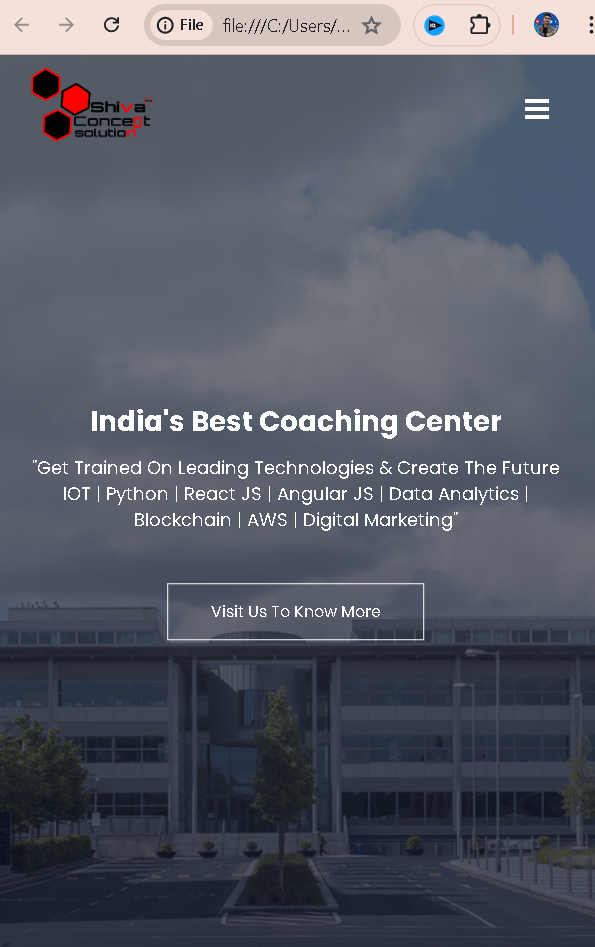 File
file:///C:/Users/...
Shiva
Concept
solution
India's Best Coaching Center
"Get Trained On Leading Technologies & Create The Future
IOT | Python | React JS | Angular JS | Data Analytics |
Blockchain | AWS | Digital Marketing"
Visit Us To Know More